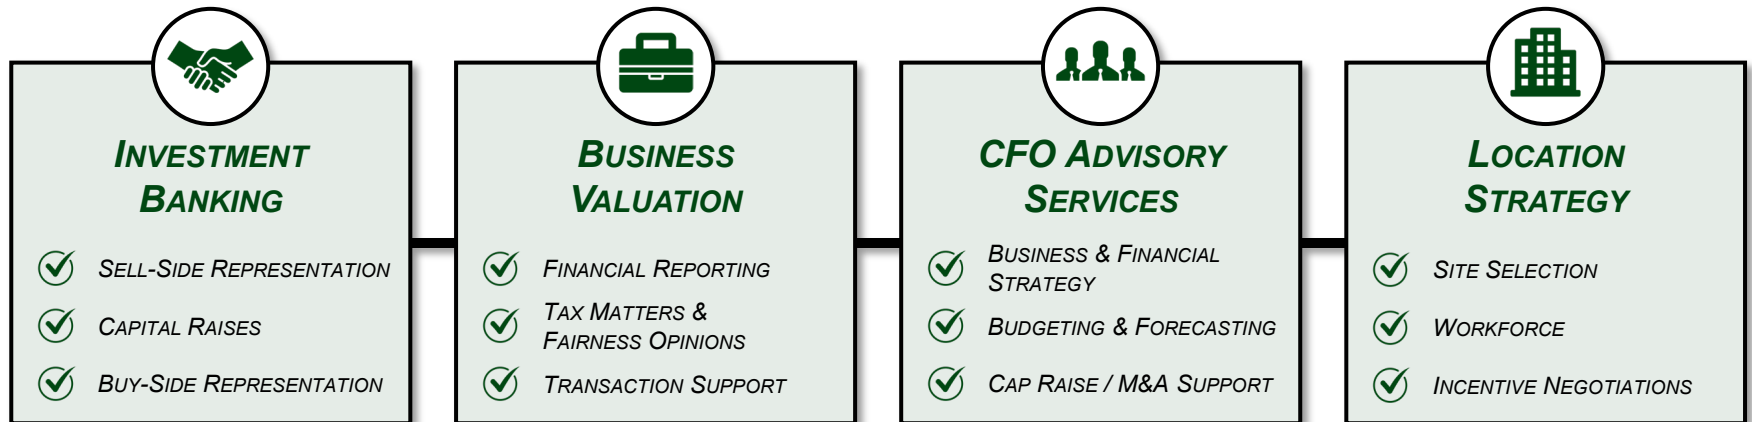 INVESTMENT
BANKING
SELL-SIDE REPRESENTATION
CAPITAL RAISES
BUY-SIDE REPRESENTATION
BUSINESS
VALUATION
FINANCIAL REPORTING
TAX MATTERS &
FAIRNESS OPINIONS
TRANSACTION SUPPORT
CFO ADVISORY
SERVICES
BUSINESS & FINANCIAL
STRATEGY
BUDGETING & FORECASTING
CAP RAISE / M&A SUPPORT
LOCATION
STRATEGY
SITE SELECTION
WORKFORCE
INCENTIVE NEGOTIATIONS